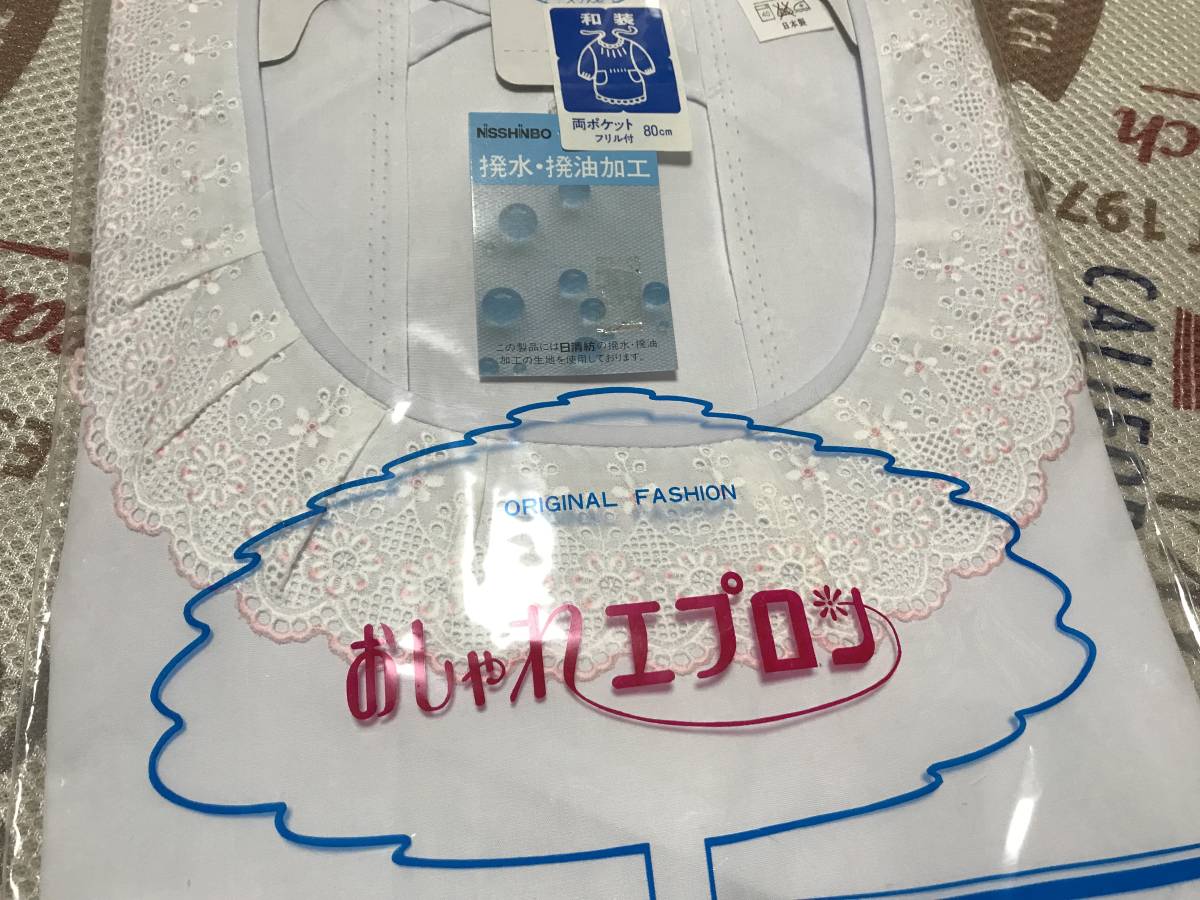 和装
両ポケット
フリル付 80cm
40
日本製
NISSHINBO
撥水・撥油加工
この製品には日清紡の撥水・撥油
加工の生地を使用しております。
ORIGINAL FASHION
おしゃれエプロン
ch
197